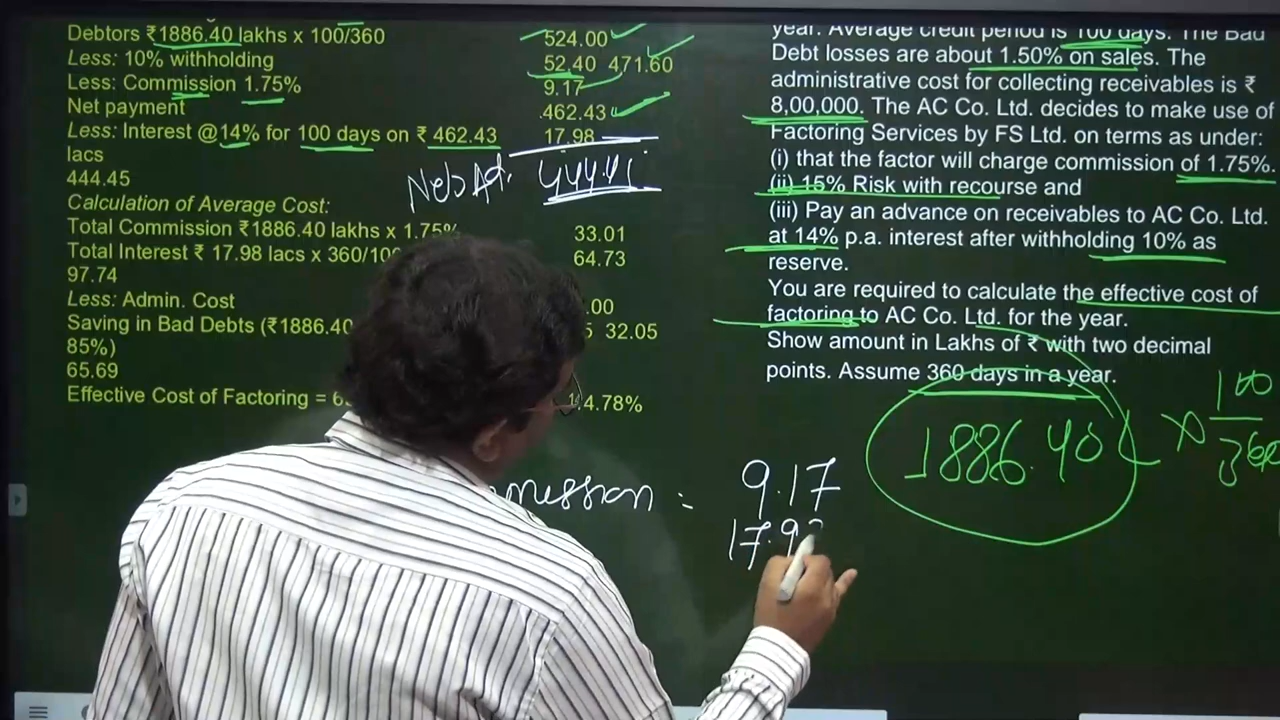 Debtors ₹1886.40 lakhs x 100/360 524.00
Less: 10% withholding 52.40 471.60
Less: Commission 1.75% 9.17
Net payment 462.43
Less: Interest @14% for 100 days on ₹ 462.43 17.98
lacs
444.45
Calculation of Average Cost:
Total Commission ₹1886.40 lakhs x 1.75% 33.01
Total Interest ₹ 17.98 lacs x 360/10 64.73
97.74
Less: Admin. Cost .00
Saving in Bad Debts (₹1886.40 32.05
85%)
65.69
Effective Cost of Factoring = 6 4.78%
year. Average credit period is 100 days. The Bad
Debt losses are about 1.50% on sales. The
administrative cost for collecting receivables is ₹
8,00,000. The AC Co. Ltd. decides to make use of
Factoring Services by FS Ltd. on terms as under:
(i) that the factor will charge commission of 1.75%.
(ii) 15% Risk with recourse and
(iii) Pay an advance on receivables to AC Co. Ltd.
at 14% p.a. interest after withholding 10% as
reserve.
You are required to calculate the effective cost of
factoring to AC Co. Ltd. for the year.
Show amount in Lakhs of ₹ with two decimal
points. Assume 360 days in a year.
1886.40 x 100
360
= 9.17
17.9